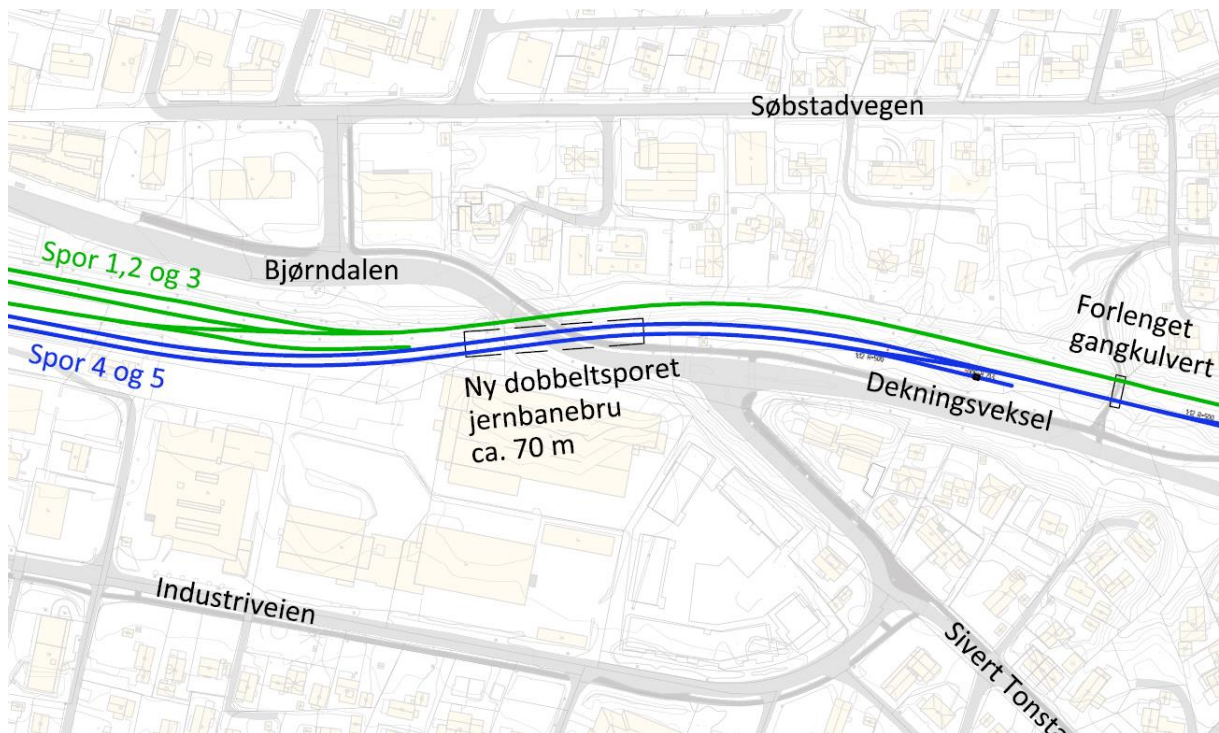 Søbstadvegen
Spor 1,2 og 3
Bjørndalen
Forlenget
gangkulvert
Spor 4 og 5
Ny dobbeltsporet
jernbanebru
ca. 70 m
Dekningsveksel
Industriveien
Sivert Tonsta